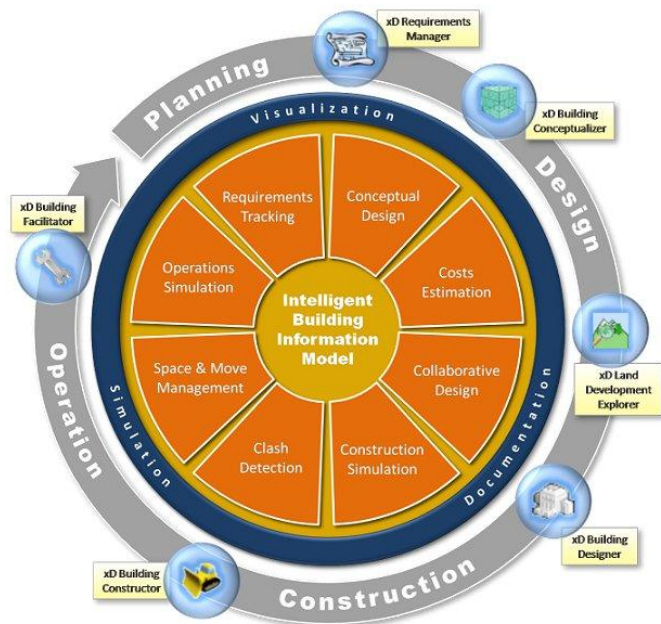 xD Requirements
Manager
Planning
xD Building
Conceptualizer
Visualization
Design
xD Building
Facilitator
Requirements
Tracking
Conceptual
Design
Operations
Simulation
Costs
Estimation
Intelligent
Building
Information
Model
Space & Move
Management
Collaborative
Design
xD Land
Development
Explorer
Operation
Simulation
Documentation
Clash
Detection
Construction
Simulation
xD Building
Designer
xD Building
Constructor
Construction